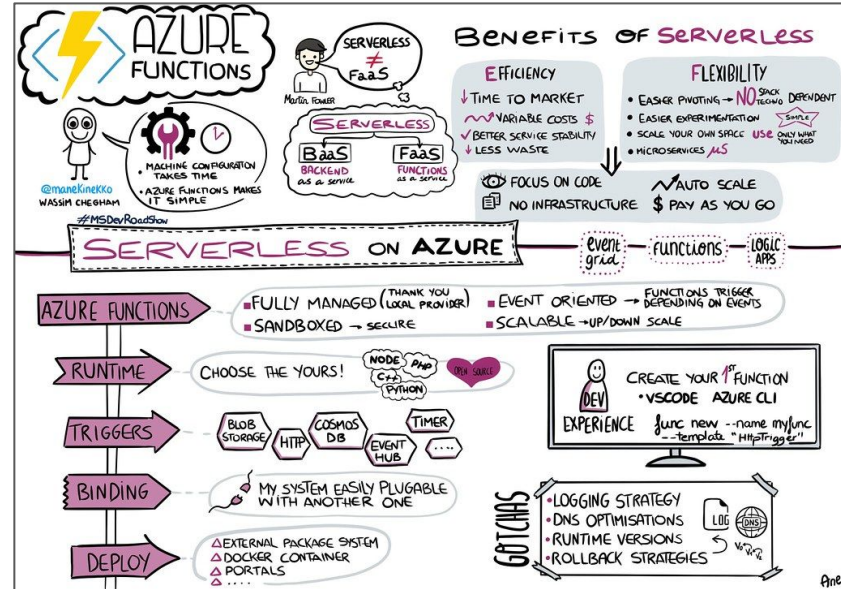 AZURE
FUNCTIONS
@maneKinekko
WASSIM CHEGHAM
• MACHINE CONFIGURATION
TAKES TIME
• AZURE FUNCTIONS MAKES
IT SIMPLE
#MSDevRoadShow
Martin FOWLER
SERVERLESS
≠
FaaS
SERVERLESS
BaaS
BACKEND
as a service
FaaS
FUNCTIONS
as a service
BENEFITS OF SERVERLESS
EFFICIENCY
↓ TIME TO MARKET
VARIABLE COSTS $
✓ BETTER SERVICE STABILITY
↓ LESS WASTE
FLEXIBILITY
• EASIER PIVOTING → NO STACK TECHNO DEPENDENT
• EASIER EXPERIMENTATION SIMPLE
• SCALE YOUR OWN SPACE USE ONLY WHAT YOU NEED
• MICROSERVICES µS
FOCUS ON CODE
NO INFRASTRUCTURE
AUTO SCALE
$ PAY AS YOU GO
SERVERLESS ON AZURE
event grid
functions
LOGIC APPS
AZURE FUNCTIONS
■ FULLY MANAGED (THANK YOU LOCAL PROVIDER)
■ SANDBOXED → SECURE
■ EVENT ORIENTED → FUNCTIONS TRIGGER DEPENDING ON EVENTS
■ SCALABLE → UP/DOWN SCALE
RUNTIME
CHOOSE THE YOURS!
NODE
PHP
C++
PYTHON
OPEN SOURCE
TRIGGERS
BLOB STORAGE
HTTP
COSMOS DB
EVENT HUB
TIMER
....
BINDING
MY SYSTEM EASILY PLUGABLE
WITH ANOTHER ONE
DEPLOY
△ EXTERNAL PACKAGE SYSTEM
△ DOCKER CONTAINER
△ PORTALS
△ ....
DEV
EXPERIENCE
CREATE YOUR 1ST FUNCTION
• VSCODE AZURE CLI
func new --name myfunc
--template "HttpTrigger"
GOTCHAS
• LOGGING STRATEGY
• DNS OPTIMISATIONS
• RUNTIME VERSIONS
• ROLLBACK STRATEGIES
LOG
DNS